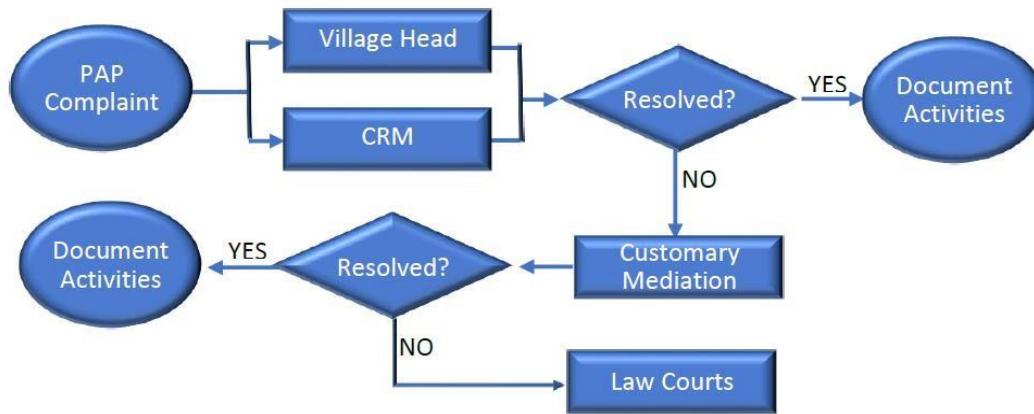 Village Head
PAP
Complaint
CRM
Resolved?
YES
Document
Activities
NO
Document
Activities
YES
Resolved?
Customary
Mediation
NO
Law Courts